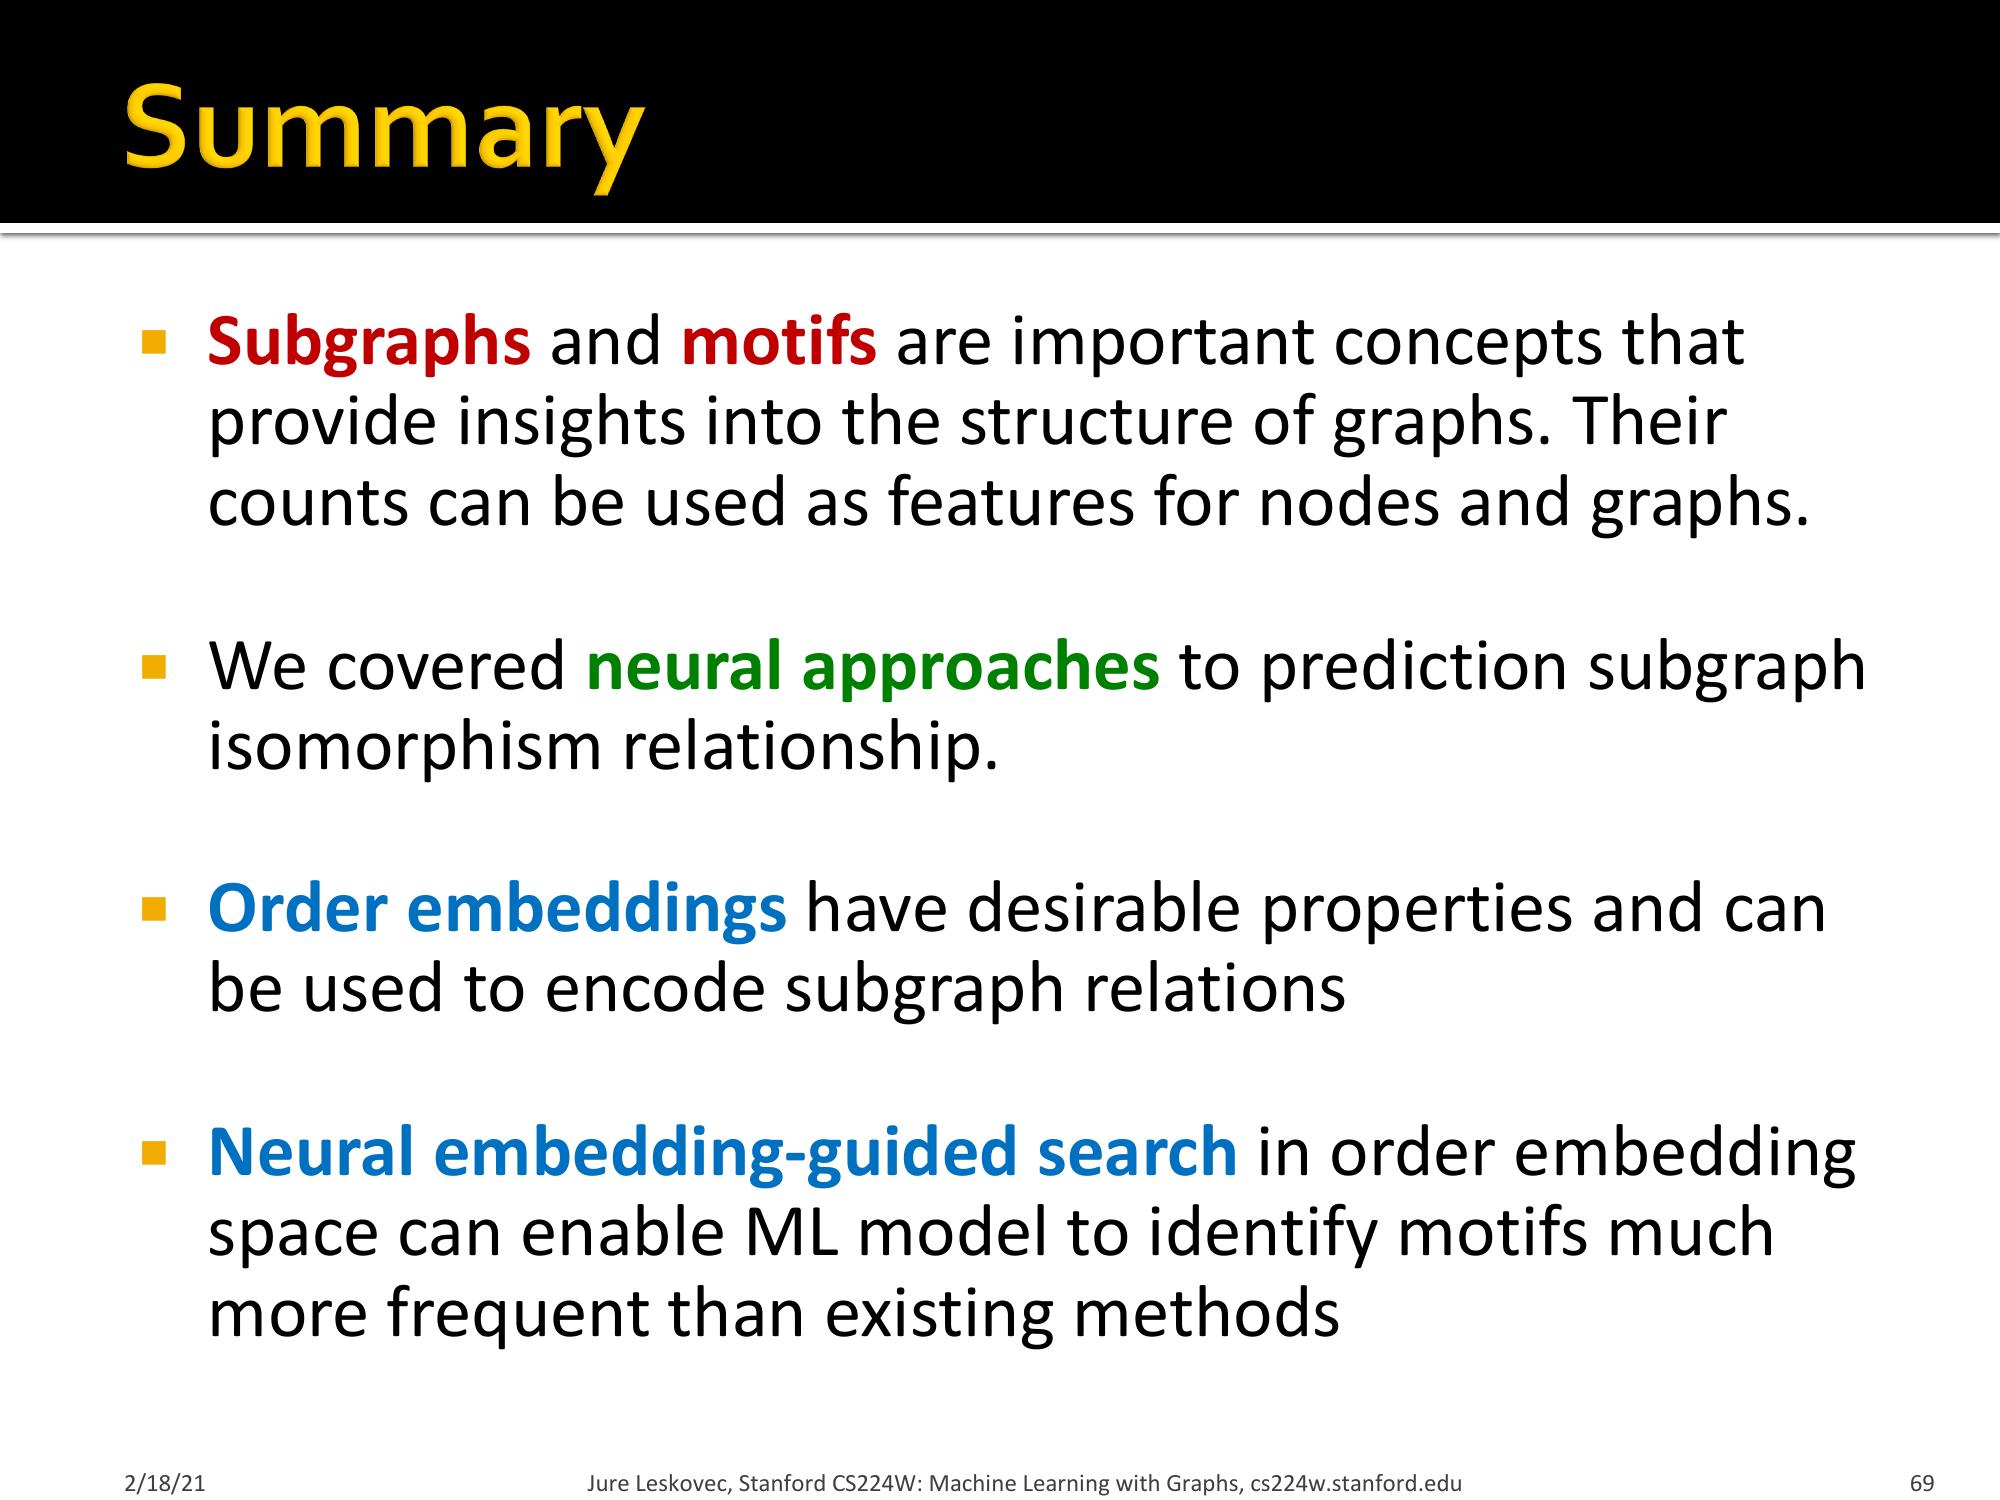 Summary
Subgraphs and motifs are important concepts that
provide insights into the structure of graphs. Their
counts can be used as features for nodes and graphs.
We covered neural approaches to prediction subgraph
isomorphism relationship.
Order embeddings have desirable properties and can
be used to encode subgraph relations
Neural embedding-guided search in order embedding
space can enable ML model to identify motifs much
more frequent than existing methods
2/18/21 Jure Leskovec, Stanford CS224W: Machine Learning with Graphs, cs224w.stanford.edu 69